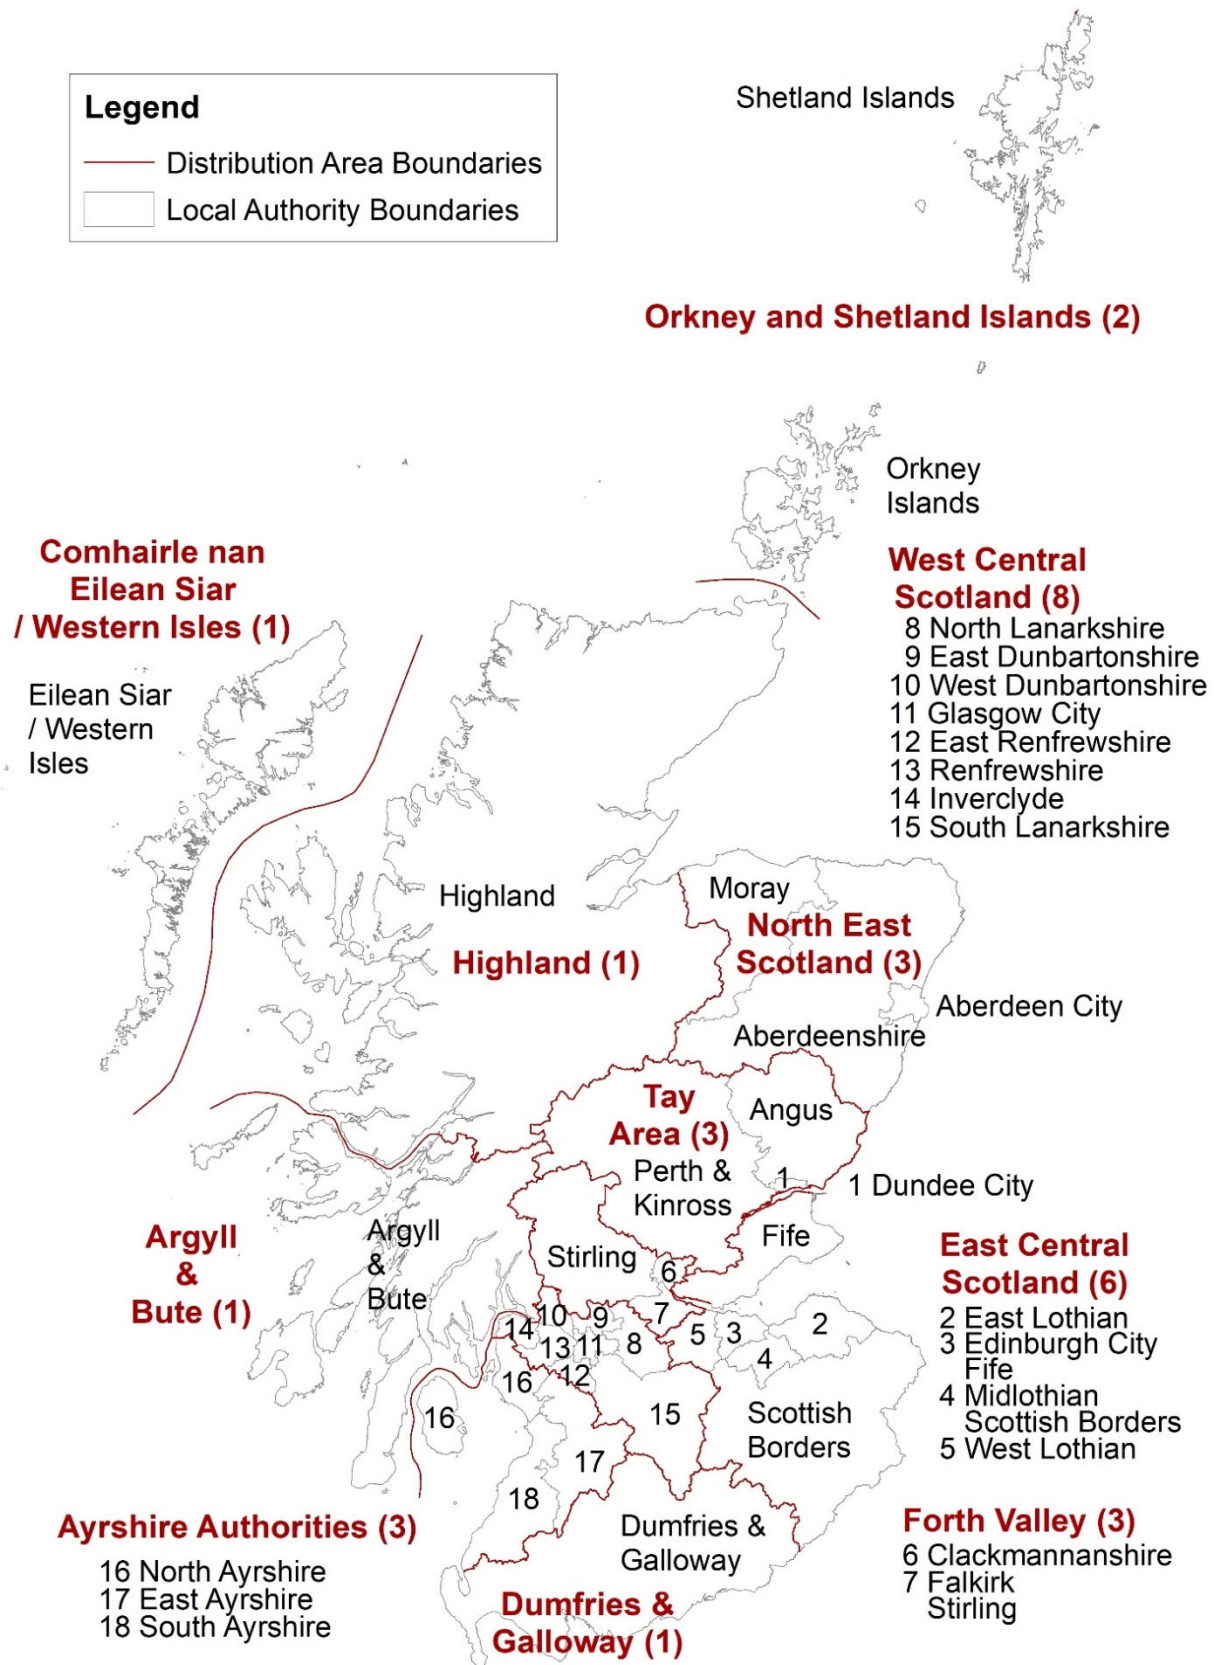 Legend
Distribution Area Boundaries
Local Authority Boundaries
Shetland Islands
Orkney and Shetland Islands (2)
Orkney
Islands
Comhairle nan
Eilean Siar
/ Western Isles (1)
Eilean Siar
/ Western
Isles
West Central
Scotland (8)
8 North Lanarkshire
9 East Dunbartonshire
10 West Dunbartonshire
11 Glasgow City
12 East Renfrewshire
13 Renfrewshire
14 Inverclyde
15 South Lanarkshire
Highland
Highland (1)
Moray
North East
Scotland (3)
Aberdeen City
Aberdeenshire
Tay
Area (3)
Angus
Perth &
Kinross
1
1 Dundee City
Fife
Stirling
6
Argyll
&
Bute
Argyll
&
Bute (1)
East Central
Scotland (6)
2 East Lothian
3 Edinburgh City
Fife
4 Midlothian
Scottish Borders
5 West Lothian
10
9
7
2
14
13
11
8
5
3
4
12
16
16
15
Scottish
Borders
17
18
Dumfries &
Galloway
Ayrshire Authorities (3)
16 North Ayrshire
17 East Ayrshire
18 South Ayrshire
Dumfries &
Galloway (1)
Forth Valley (3)
6 Clackmannanshire
7 Falkirk
Stirling